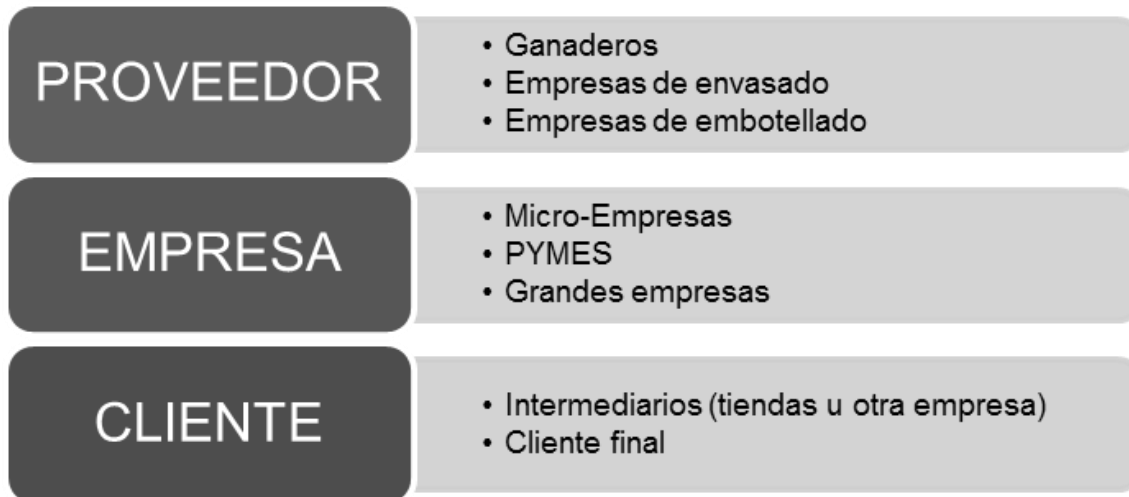 PROVEEDOR
• Ganaderos
• Empresas de envasado
• Empresas de embotellado
EMPRESA
• Micro-Empresas
• PYMES
• Grandes empresas
CLIENTE
• Intermediarios (tiendas u otra empresa)
• Cliente final